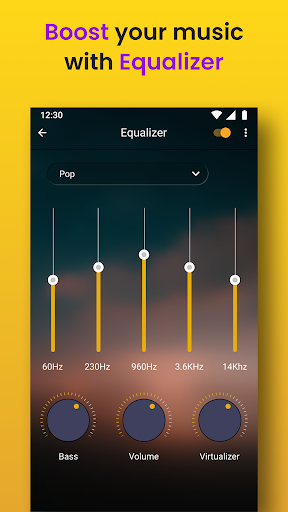 Boost your music
with Equalizer
12:30
Equalizer
Pop
60Hz 230Hz 960Hz 3.6KHz 14Khz
Bass Volume Virtualizer